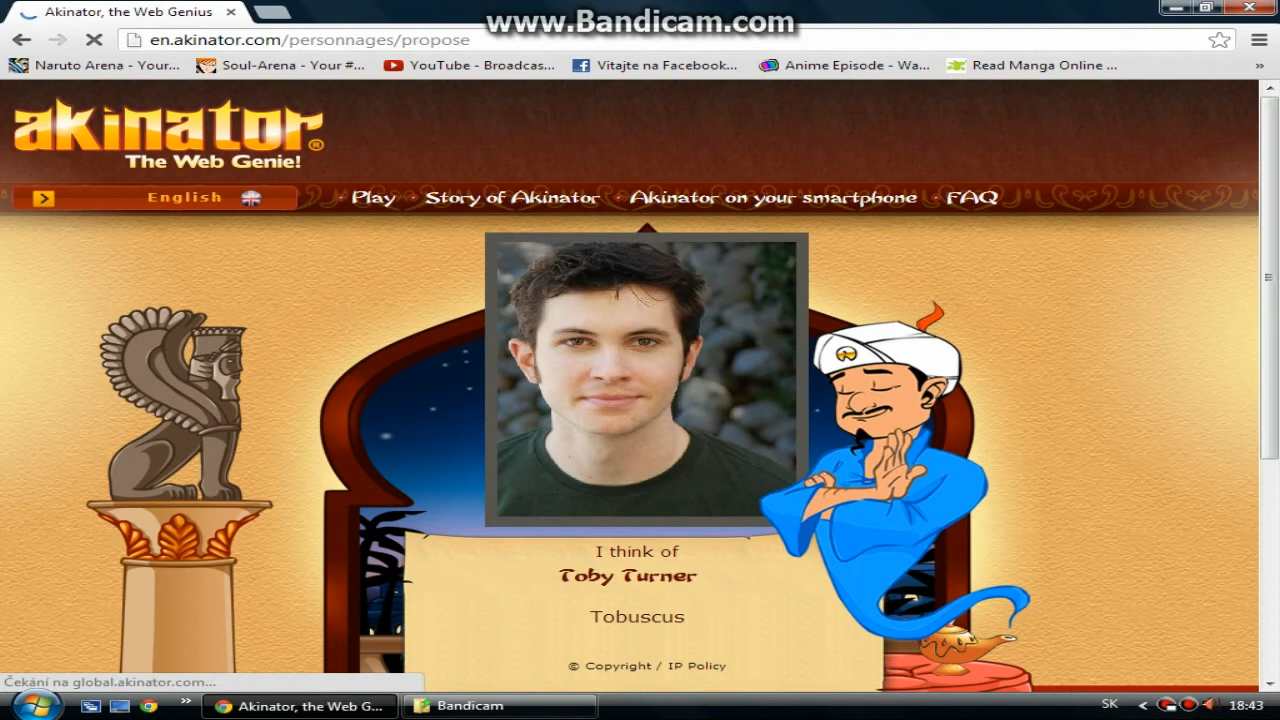 Akinator, the Web Genius
www.Bandicam.com
en.akinator.com/personnages/propose
Naruto Arena - Your...
Soul-Arena - Your #...
YouTube - Broadcas...
Vitajte na Facebook...
Anime Episode - Wa...
Read Manga Online ...
»
akinator®
The Web Genie!
English
Play
Story of Akinator
Akinator on your smartphone
FAQ
I think of
Toby Turner
Tobuscus
© Copyright / IP Policy
Čekání na global.akinator.com...
»
Akinator, the Web G...
Bandicam
SK
18:43